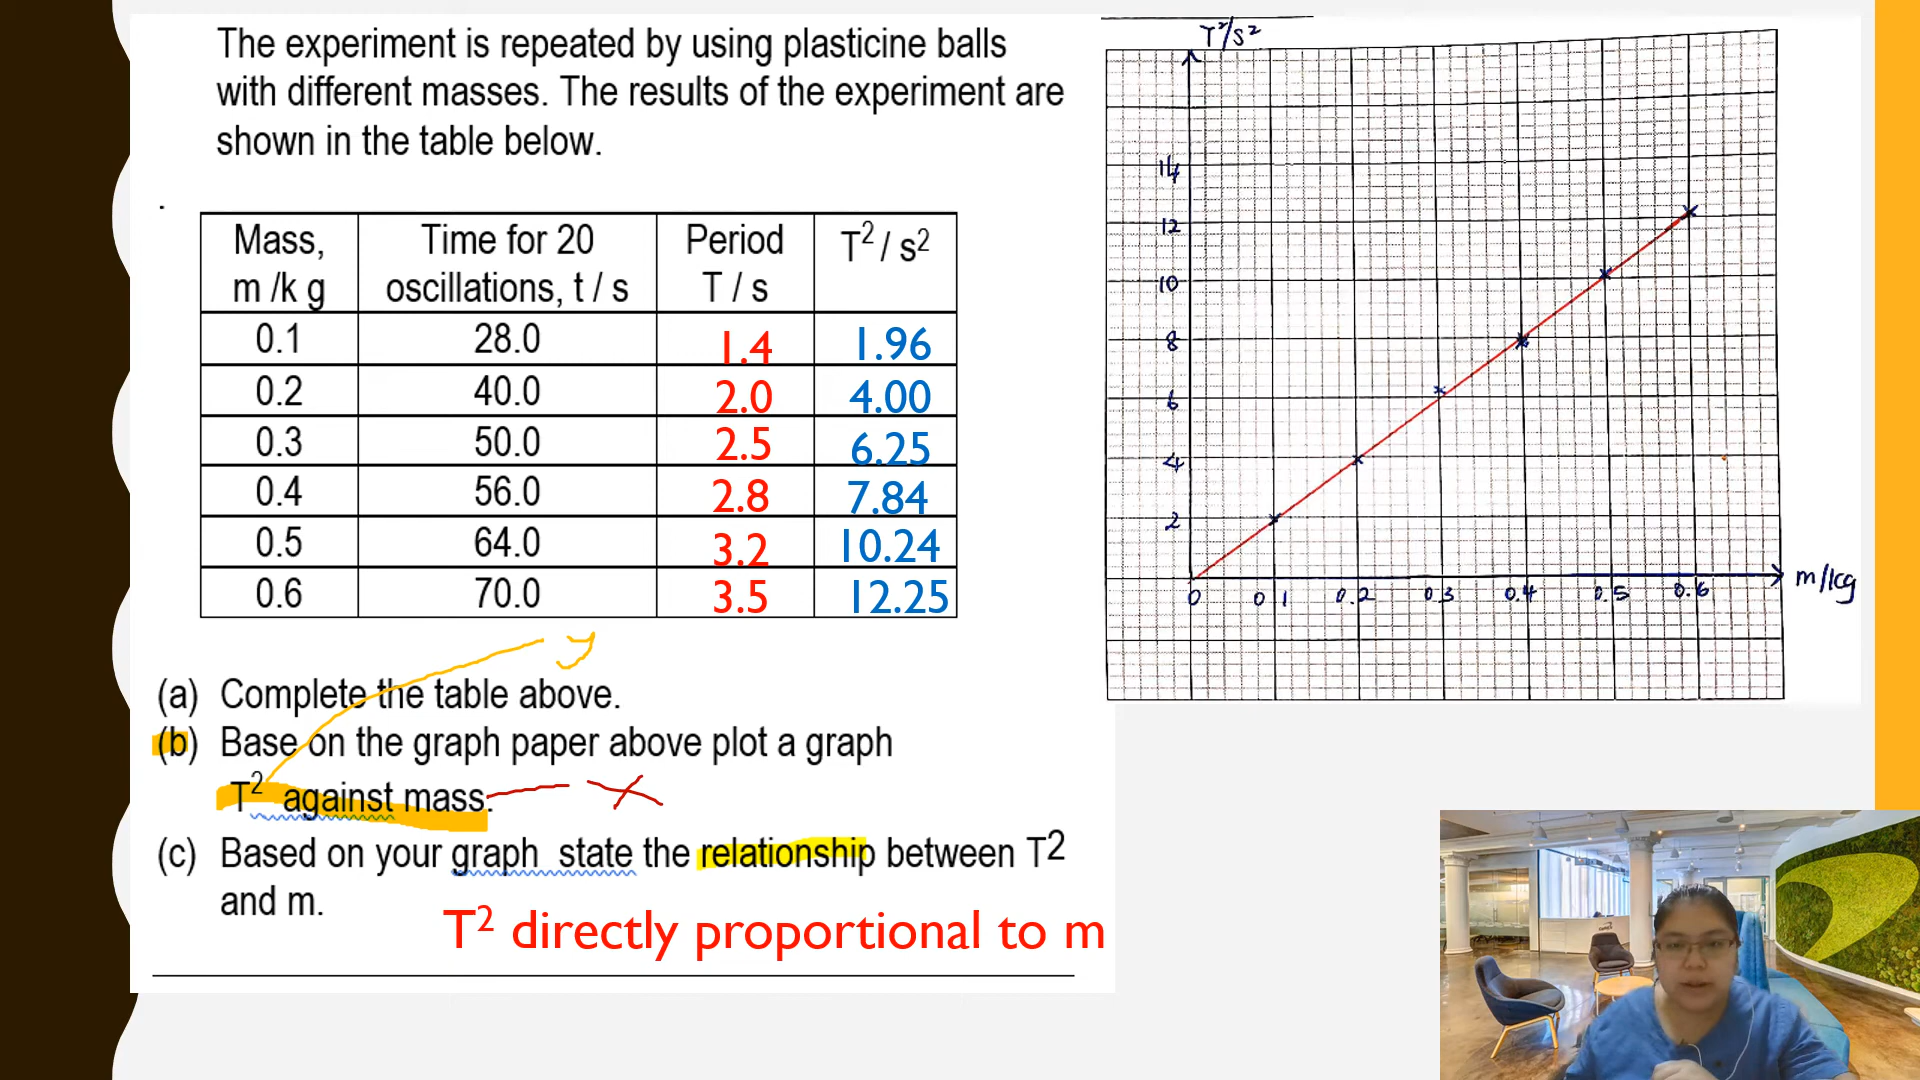 The experiment is repeated by using plasticine balls
with different masses. The results of the experiment are
shown in the table below.
Mass, m /k g | Time for 20 oscillations, t / s | Period T / s | T² / s²
0.1 | 28.0 | 1.4 | 1.96
0.2 | 40.0 | 2.0 | 4.00
0.3 | 50.0 | 2.5 | 6.25
0.4 | 56.0 | 2.8 | 7.84
0.5 | 64.0 | 3.2 | 10.24
0.6 | 70.0 | 3.5 | 12.25
y
(a) Complete the table above.
(b) Base on the graph paper above plot a graph
T² against mass. x
(c) Based on your graph state the relationship between T2
and m.
T² directly proportional to m
T²/s²
14
12
10
8
6
4
2
0 0.1 0.2 0.3 0.4 0.5 0.6 m/kg